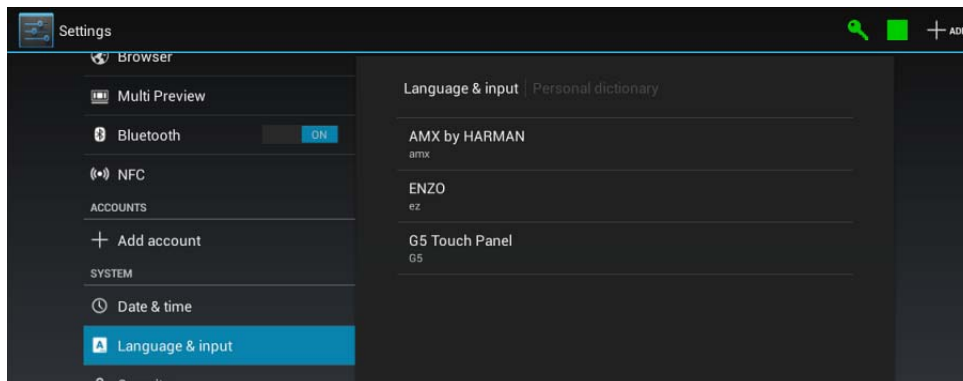 Settings
ADD
Browser
Multi Preview
Bluetooth
ON
NFC
ACCOUNTS
Add account
SYSTEM
Date & time
Language & input
Language & input | Personal dictionary
AMX by HARMAN
amx
ENZO
ez
G5 Touch Panel
G5